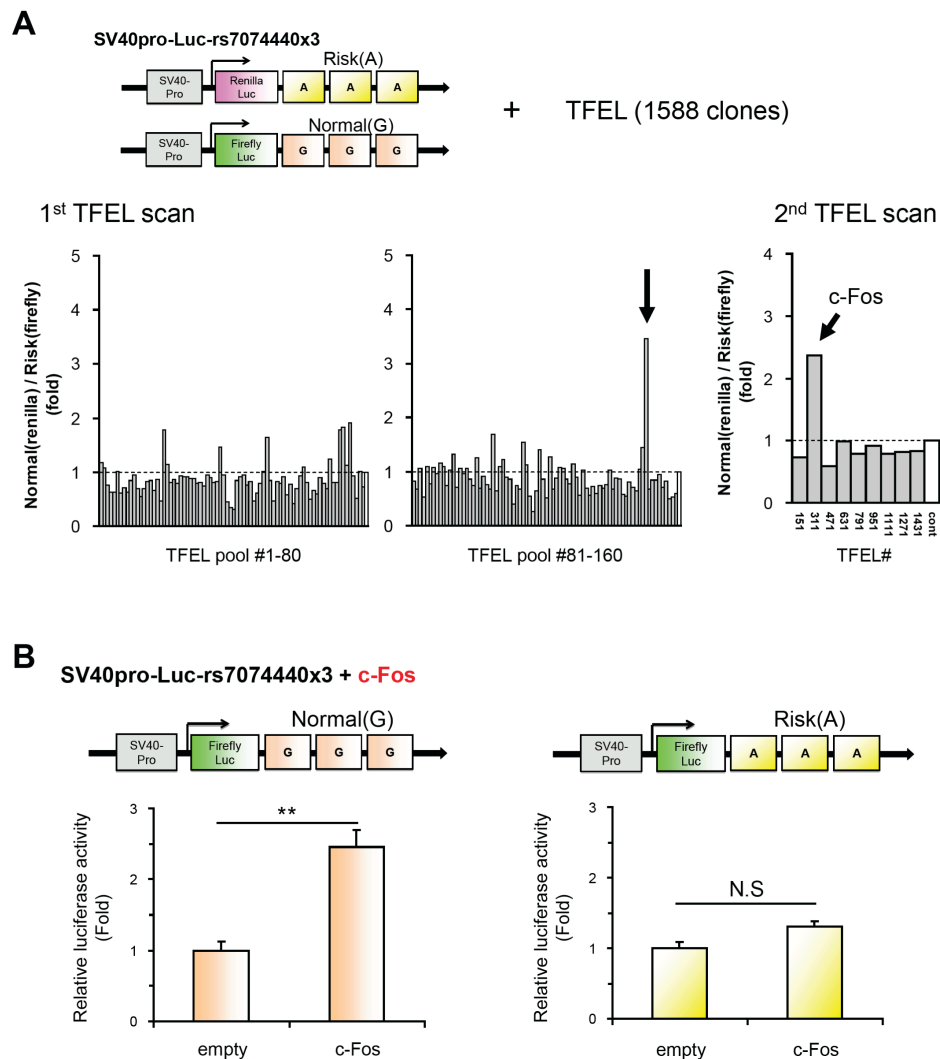 A
SV40pro-Luc-rs7074440x3
Risk(A)
SV40-
Pro
Renilla
Luc
A A A
Normal(G)
SV40-
Pro
Firefly
Luc
G G G
+ TFEL (1588 clones)
1st TFEL scan
Normal(renilla) / Risk(firefly)
(fold)
5
4
3
2
1
0
TFEL pool #1-80
5
4
3
2
1
0
TFEL pool #81-160
2nd TFEL scan
Normal(renilla) / Risk(firefly)
(fold)
4
3
2
1
0
c-Fos
151 311 471 631 791 951 1111 1271 1431 cont
TFEL#
B
SV40pro-Luc-rs7074440x3 + c-Fos
Normal(G)
SV40-
Pro
Firefly
Luc
G G G
Relative luciferase activity
(Fold)
3
2
1
0
**
empty c-Fos
Risk(A)
SV40-
Pro
Firefly
Luc
A A A
Relative luciferase activity
(Fold)
3
2
1
0
N.S
empty c-Fos